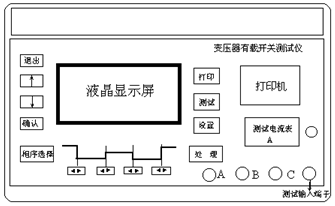 变压器有载开关测试仪
退出
液晶显示屏
打印
打印机
测试
确认
设置
测试电流表
A
相序选择
处 理
A
B
C
测试输入端子